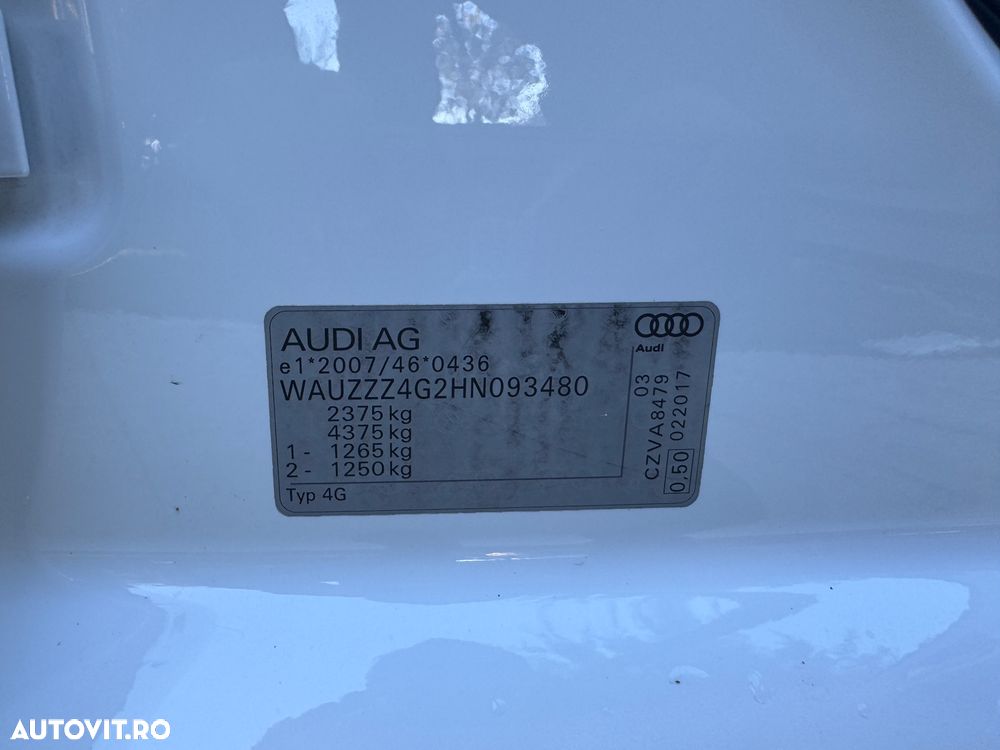 AUDI AG
e1*2007/46*0436
WAUZZZ4G2HN093480
2375 kg
4375 kg
1 - 1265 kg
2 - 1250 kg
Typ 4G
Audi
03
CZVA8479
022017
0,50
AUTOVIT.RO